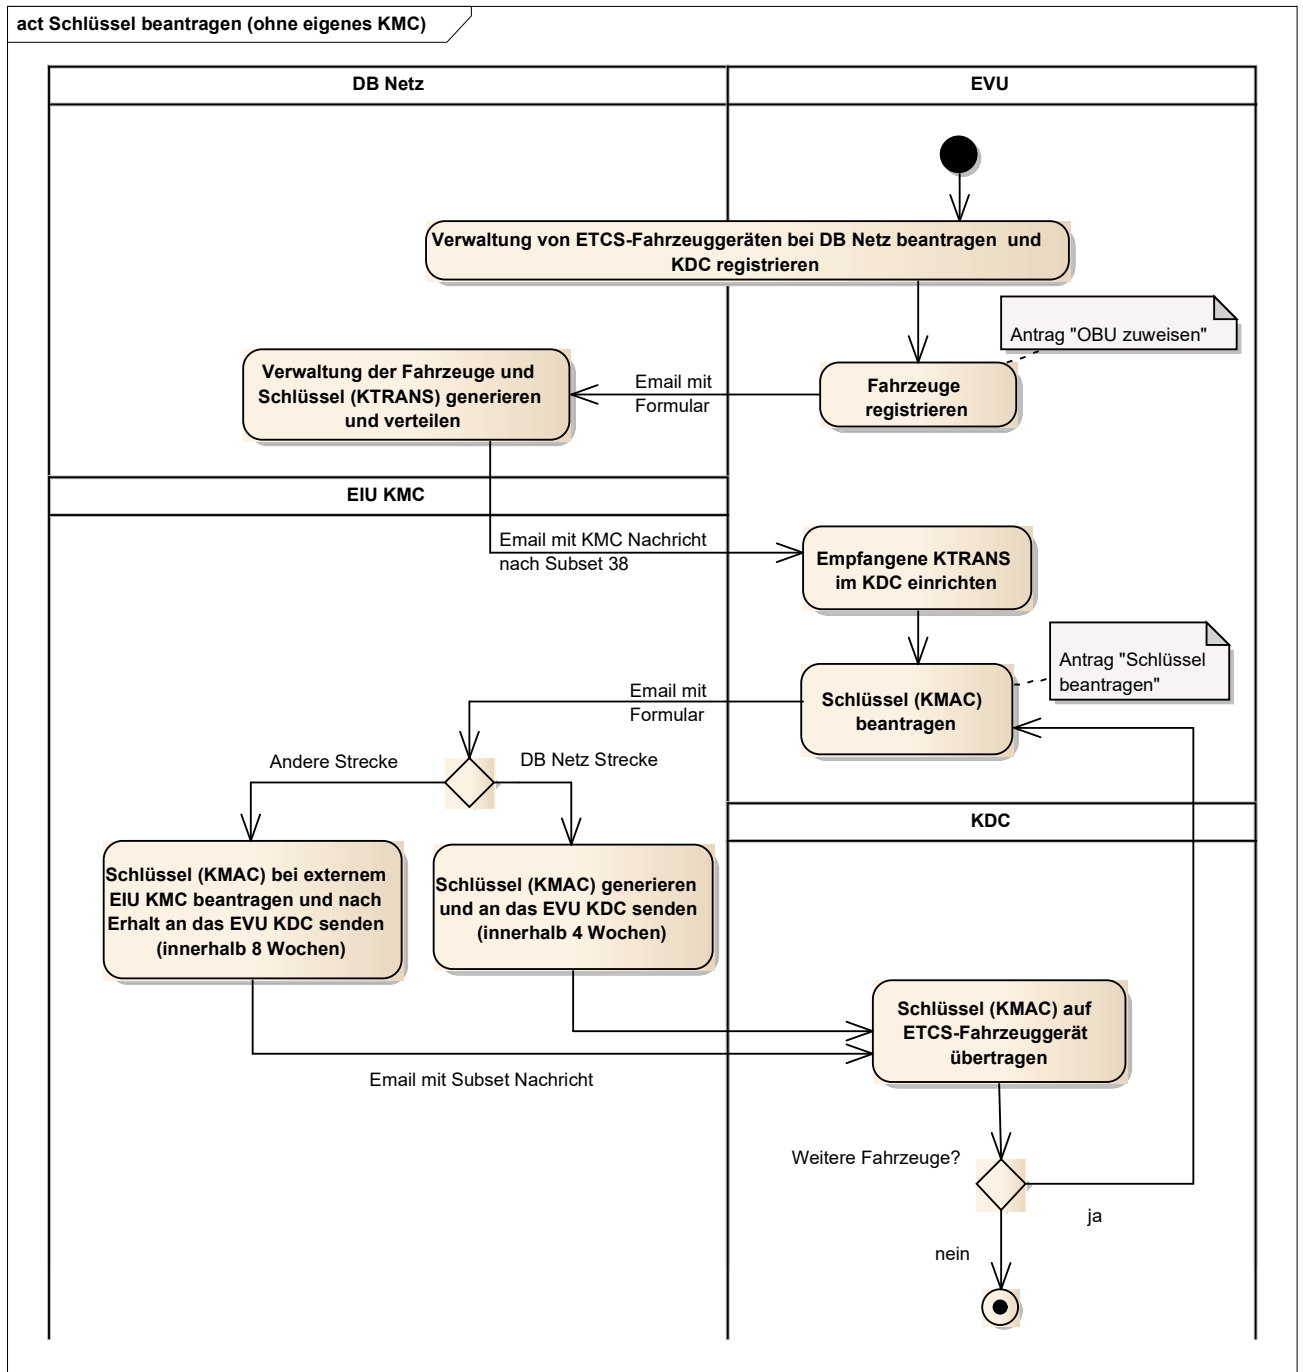 act Schlüssel beantragen (ohne eigenes KMC)
DB Netz
EVU
Verwaltung von ETCS-Fahrzeuggeräten bei DB Netz beantragen und
KDC registrieren
Antrag "OBU zuweisen"
Verwaltung der Fahrzeuge und
Schlüssel (KTRANS) generieren
und verteilen
Email mit
Formular
Fahrzeuge
registrieren
EIU KMC
Email mit KMC Nachricht
nach Subset 38
Empfangene KTRANS
im KDC einrichten
Antrag "Schlüssel
beantragen"
Email mit
Formular
Schlüssel (KMAC)
beantragen
Andere Strecke
DB Netz Strecke
KDC
Schlüssel (KMAC) bei externem
EIU KMC beantragen und nach
Erhalt an das EVU KDC senden
(innerhalb 8 Wochen)
Schlüssel (KMAC) generieren
und an das EVU KDC senden
(innerhalb 4 Wochen)
Schlüssel (KMAC) auf
ETCS-Fahrzeuggerät
übertragen
Email mit Subset Nachricht
Weitere Fahrzeuge?
ja
nein